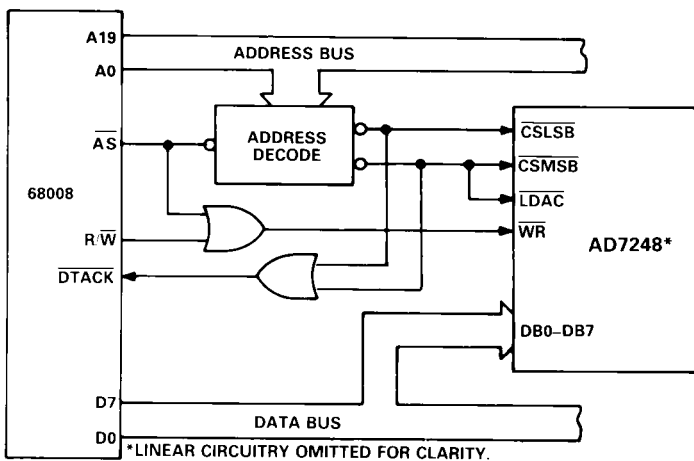 A19
ADDRESS BUS
A0
ADDRESS
DECODE
AS
68008
R/W
DTACK
CSLSB
CSMSB
LDAC
WR
AD7248*
DB0–DB7
D7
DATA BUS
D0
*LINEAR CIRCUITRY OMITTED FOR CLARITY.